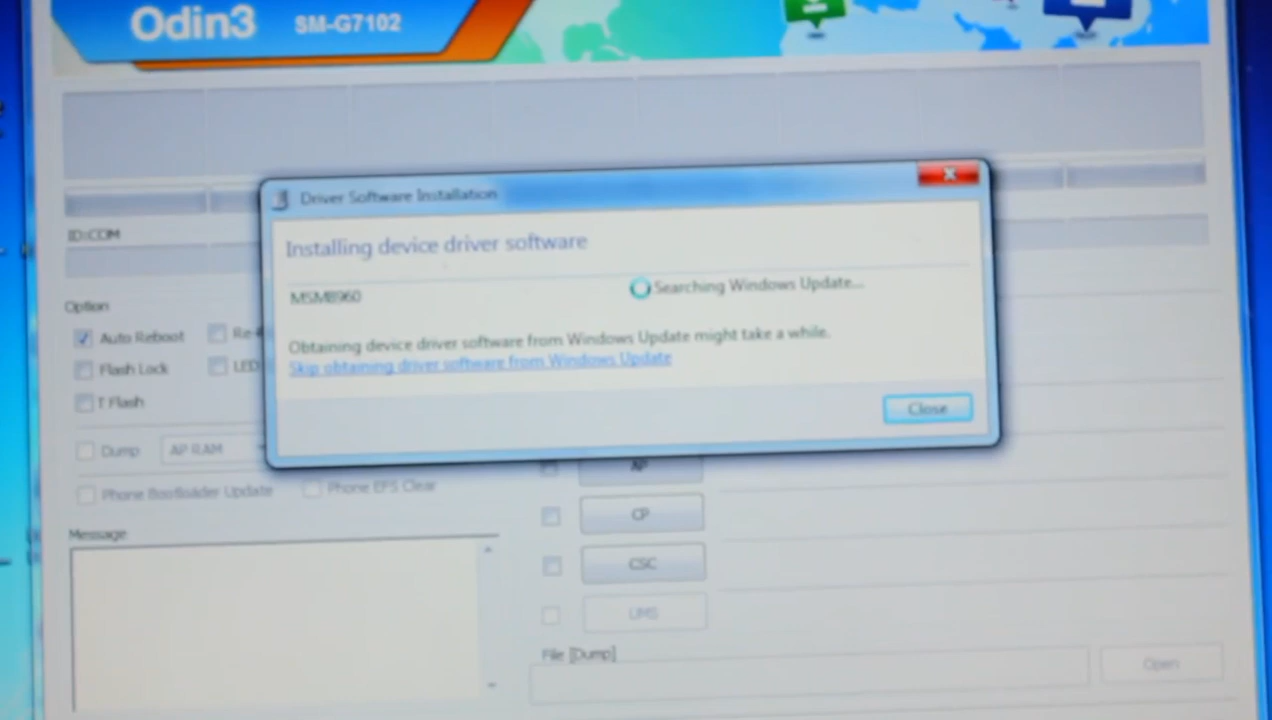 Odin3 SM-G7102
Driver Software Installation
ID:COM
Installing device driver software
MSM8960
Searching Windows Update...
Option
Auto Reboot
Obtaining device driver software from Windows Update might take a while.
Skip obtaining driver software from Windows Update
Flash Lock
LED
T Flash
Close
Dump
AP RAM
AP
Phone Bootloader Update
Phone EFS Clear
CP
Message
CSC
UMS
File [Dump]
Open